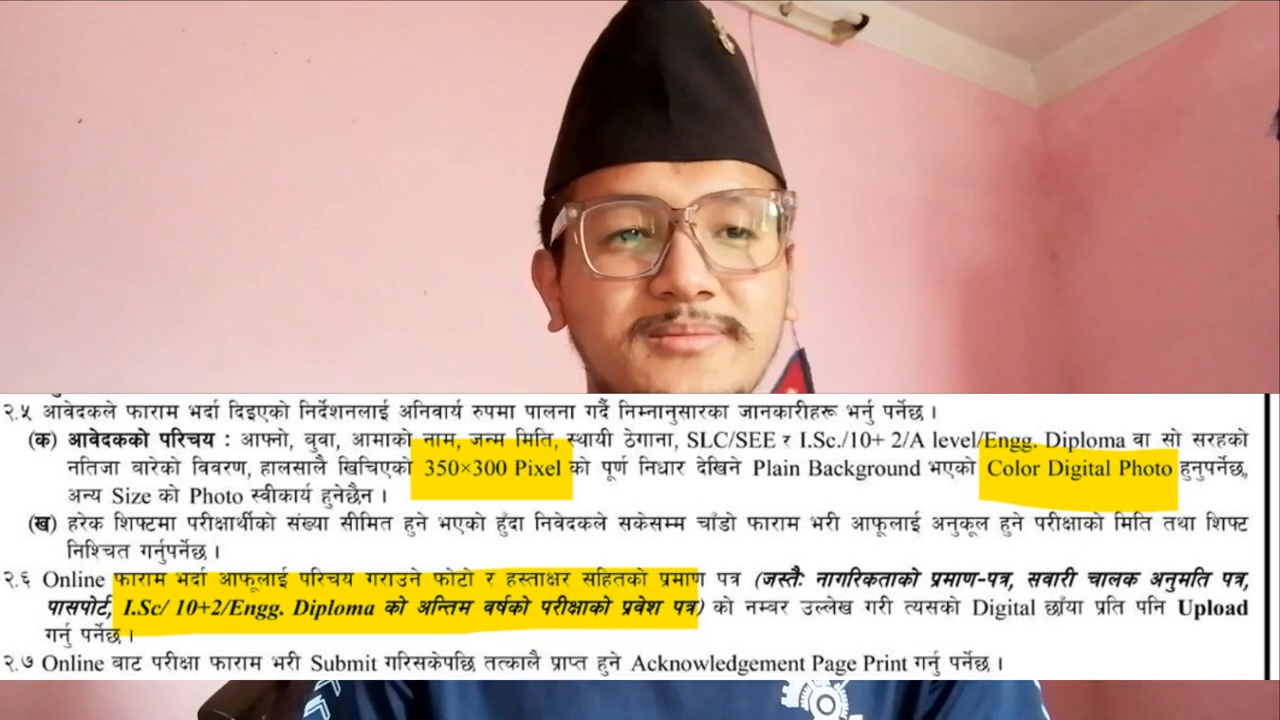 २.५ आवेदकले फाराम भर्दा दिइएको निर्देशनलाई अनिवार्य रुपमा पालना गर्दै निम्नानुसारका जानकारीहरू भर्नु पर्नेछ ।
(क) आवेदकको परिचय : आफ्नो, बुवा, आमाको नाम, जन्म मिति, स्थायी ठेगाना, SLC/SEE र I.Sc./10+ 2/A level/Engg. Diploma वा सो सरहको
नतिजा बारेको विवरण, हालसालै खिचिएको 350×300 Pixel को पूर्ण निधार देखिने Plain Background भएको Color Digital Photo हुनुपर्नेछ,
अन्य Size को Photo स्वीकार्य हुनेछैन ।
(ख) हरेक शिफ्टमा परीक्षार्थीको संख्या सीमित हुने भएको हुँदा निवेदकले सकेसम्म चाँडो फाराम भरी आफूलाई अनुकूल हुने परीक्षाको मिति तथा शिफ्ट
निश्चित गर्नुपर्नेछ ।
२.६ Online फाराम भर्दा आफूलाई परिचय गराउने फोटो र हस्ताक्षर सहितको प्रमाण पत्र (जस्तैः नागरिकताको प्रमाण-पत्र, सवारी चालक अनुमति पत्र,
पासपोर्ट, I.Sc/ 10+2/Engg. Diploma को अन्तिम वर्षको परीक्षाको प्रवेश पत्र) को नम्बर उल्लेख गरी त्यसको Digital छाँया प्रति पनि Upload
गर्नु पर्नेछ ।
२.७ Online बाट परीक्षा फाराम भरी Submit गरिसकेपछि तत्कालै प्राप्त हुने Acknowledgement Page Print गर्नु पर्नेछ ।